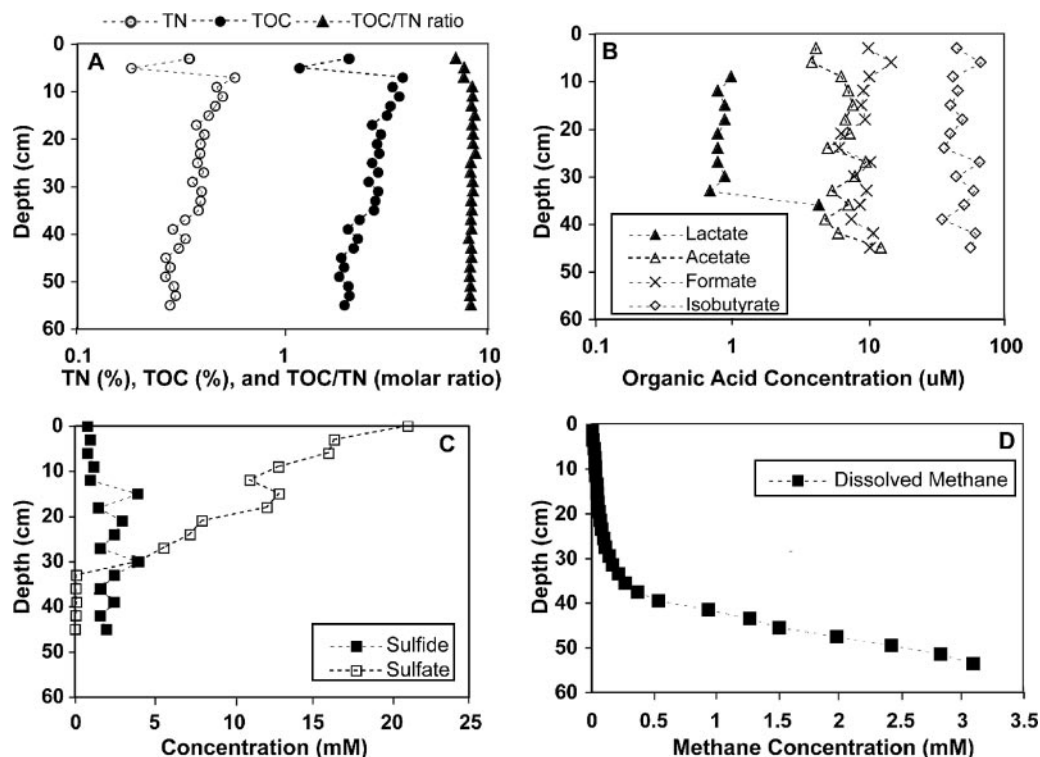 TN TOC TOC/TN ratio
A
Depth (cm)
0
10
20
30
40
50
60
0.1 1 10
TN (%), TOC (%), and TOC/TN (molar ratio)
B
Depth (cm)
0
10
20
30
40
50
60
Lactate
Acetate
Formate
Isobutyrate
0.1 1 10 100
Organic Acid Concentration (uM)
C
Depth (cm)
0
10
20
30
40
50
60
Sulfide
Sulfate
0 5 10 15 20 25
Concentration (mM)
D
Dissolved Methane
Depth (cm)
0
10
20
30
40
50
60
0 0.5 1 1.5 2 2.5 3 3.5
Methane Concentration (mM)